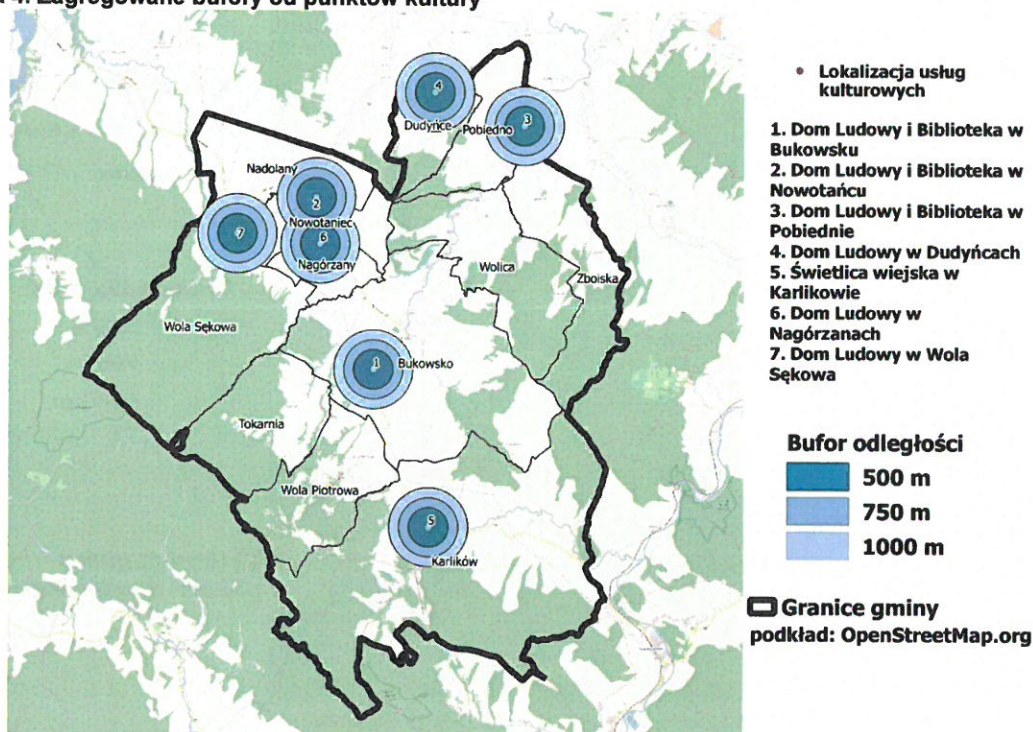 4. Zagregowane bufory od punktów kultury
4
Dudyńce
Pobiedno
3
Nadolany
2
Nowotaniec
7
6
Nagórzany
Wolica
Zboiska
Wola Sękowa
1
Bukowsko
Tokarnia
Wola Piotrowa
5
Karlików
Lokalizacja usług
kulturowych
1. Dom Ludowy i Biblioteka w
Bukowsku
2. Dom Ludowy i Biblioteka w
Nowotańcu
3. Dom Ludowy i Biblioteka w
Pobiednie
4. Dom Ludowy w Dudyńcach
5. Świetlica wiejska w
Karlikowie
6. Dom Ludowy w
Nagórzanach
7. Dom Ludowy w Wola
Sękowa
Bufor odległości
500 m
750 m
1000 m
Granice gminy
podkład: OpenStreetMap.org